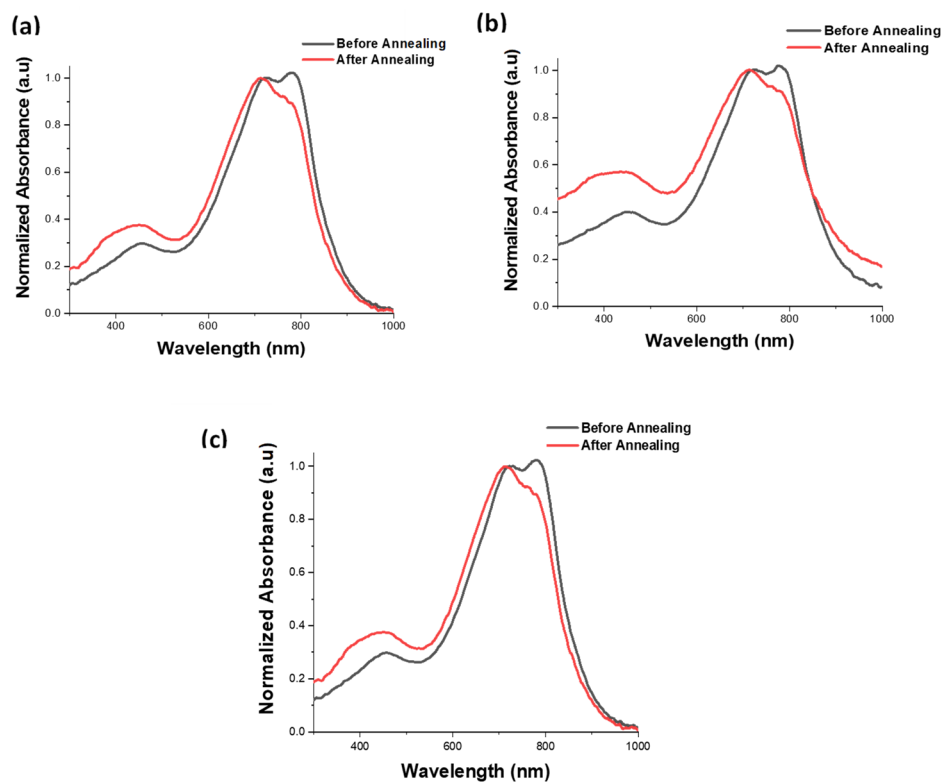 (a)
Before Annealing
After Annealing
Normalized Absorbance (a.u)
1.0
0.8
0.6
0.4
0.2
0.0
400 600 800 1000
Wavelength (nm)
(b)
Before Annealing
After Annealing
Normalized Absorbance (a.u)
1.0
0.8
0.6
0.4
0.2
0.0
400 600 800 1000
Wavelength (nm)
(c)
Before Annealing
After Annealing
Normalized Absorbance (a.u)
1.0
0.8
0.6
0.4
0.2
0.0
400 600 800 1000
Wavelength (nm)